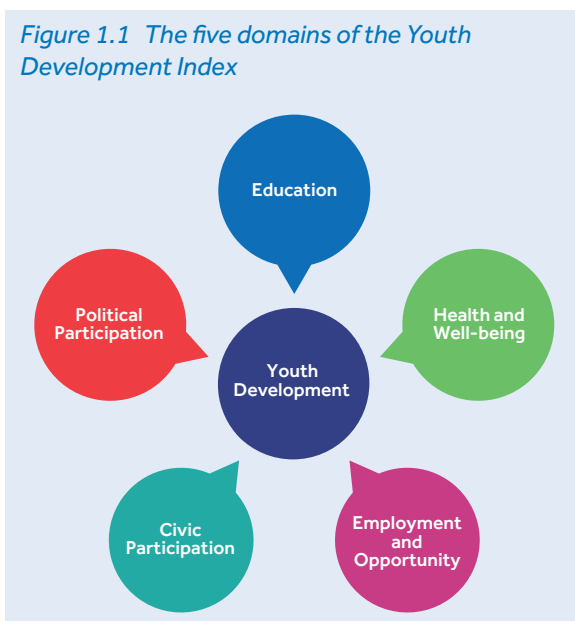 Figure 1.1 The five domains of the Youth
Development Index
Education
Political
Participation
Health and
Well-being
Youth
Development
Civic
Participation
Employment
and
Opportunity